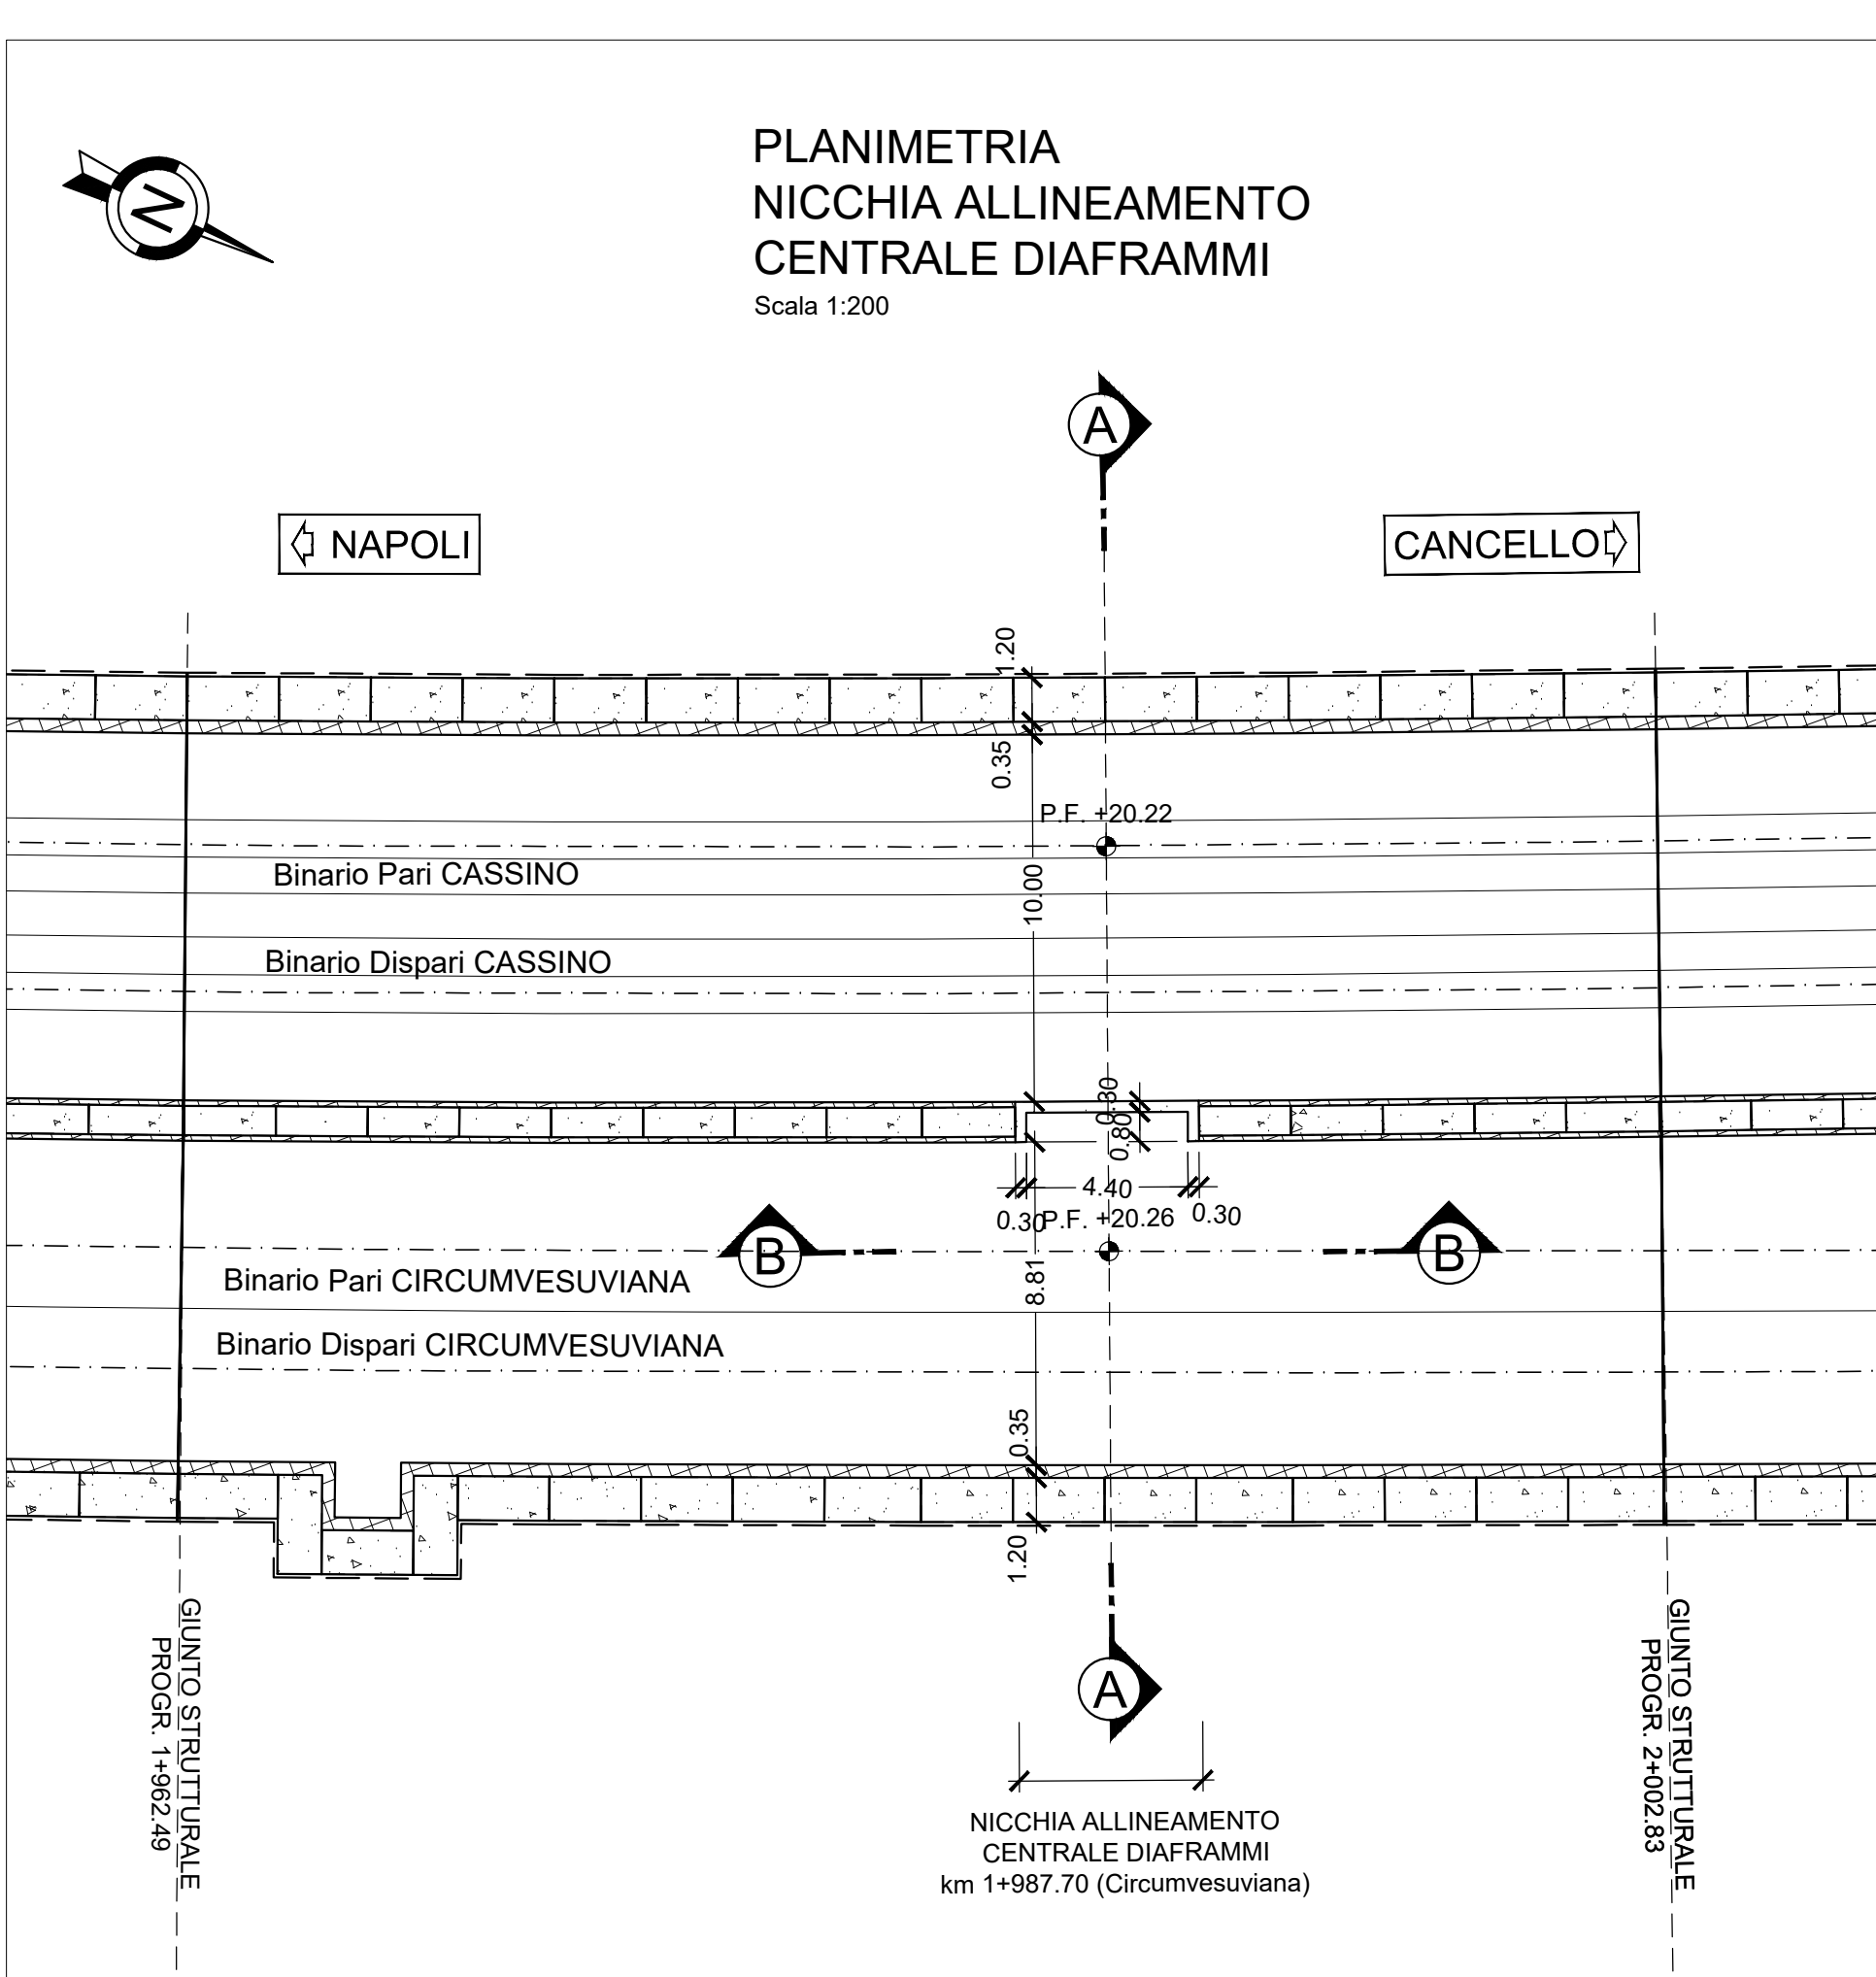 PLANIMETRIA
NICCHIA ALLINEAMENTO
CENTRALE DIAFRAMMI
Scala 1:200
N
A
NAPOLI
CANCELLO
1.20
0.35
P.F. +20.22
Binario Pari CASSINO
10.00
Binario Dispari CASSINO
0.30
0.80
4.40
0.30
P.F. +20.26
0.30
B
B
8.81
Binario Pari CIRCUMVESUVIANA
Binario Dispari CIRCUMVESUVIANA
0.35
1.20
GIUNTO STRUTTURALE
PROGR. 1+962.49
GIUNTO STRUTTURALE
PROGR. 2+002.83
A
NICCHIA ALLINEAMENTO
CENTRALE DIAFRAMMI
km 1+987.70 (Circumvesuviana)